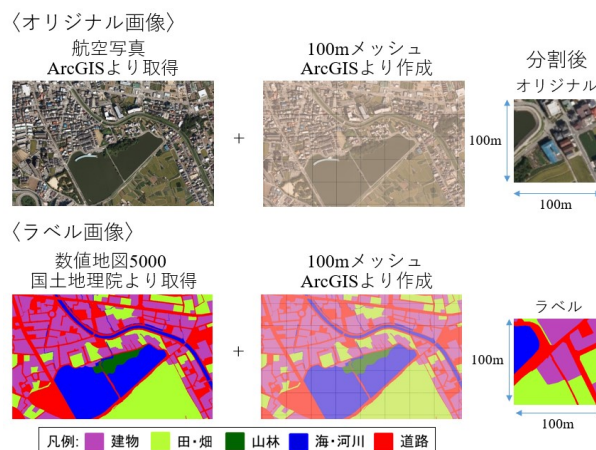 〈オリジナル画像〉
航空写真
ArcGISより取得
+
100mメッシュ
ArcGISより作成
分割後
オリジナル
100m
100m
〈ラベル画像〉
数値地図5000
国土地理院より取得
+
100mメッシュ
ArcGISより作成
ラベル
100m
100m
凡例: 建物 田・畑 山林 海・河川 道路